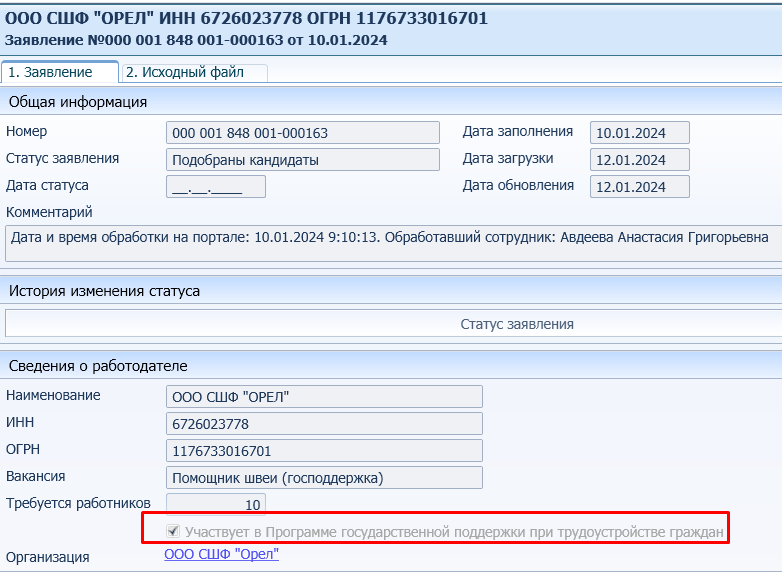 ООО СШФ "ОРЕЛ" ИНН 6726023778 ОГРН 1176733016701
Заявление №000 001 848 001-000163 от 10.01.2024
1. Заявление 2. Исходный файл
Общая информация
Номер 000 001 848 001-000163 Дата заполнения 10.01.2024
Статус заявления Подобраны кандидаты Дата загрузки 12.01.2024
Дата статуса __.__.____ Дата обновления 12.01.2024
Комментарий
Дата и время обработки на портале: 10.01.2024 9:10:13. Обработавший сотрудник: Авдеева Анастасия Григорьевна
История изменения статуса
Статус заявления
Сведения о работодателе
Наименование ООО СШФ "ОРЕЛ"
ИНН 6726023778
ОГРН 1176733016701
Вакансия Помощник швеи (господдержка)
Требуется работников 10
Участвует в Программе государственной поддержки при трудоустройстве граждан
Организация ООО СШФ "Орел"